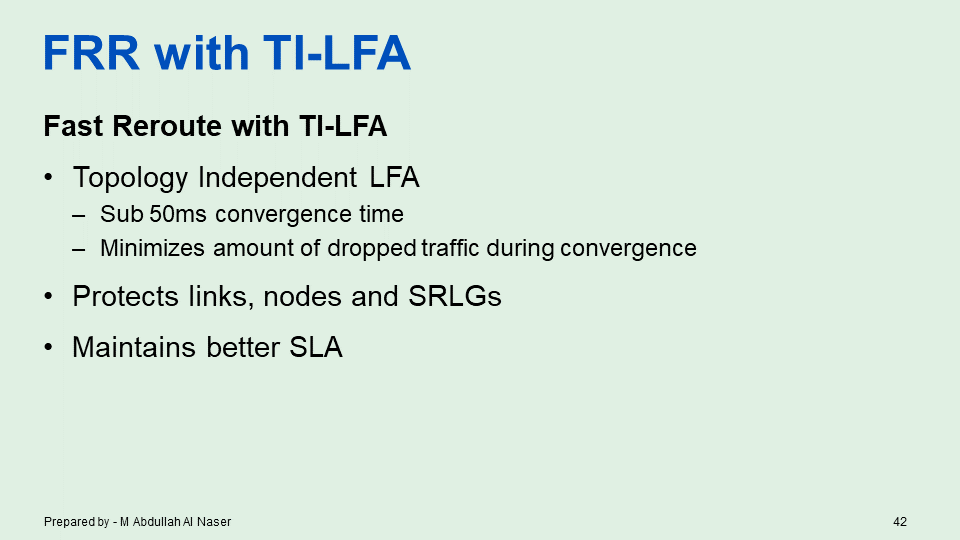 FRR with TI-LFA
Fast Reroute with TI-LFA
• Topology Independent LFA
– Sub 50ms convergence time
– Minimizes amount of dropped traffic during convergence
• Protects links, nodes and SRLGs
• Maintains better SLA
Prepared by - M Abdullah Al Naser
42